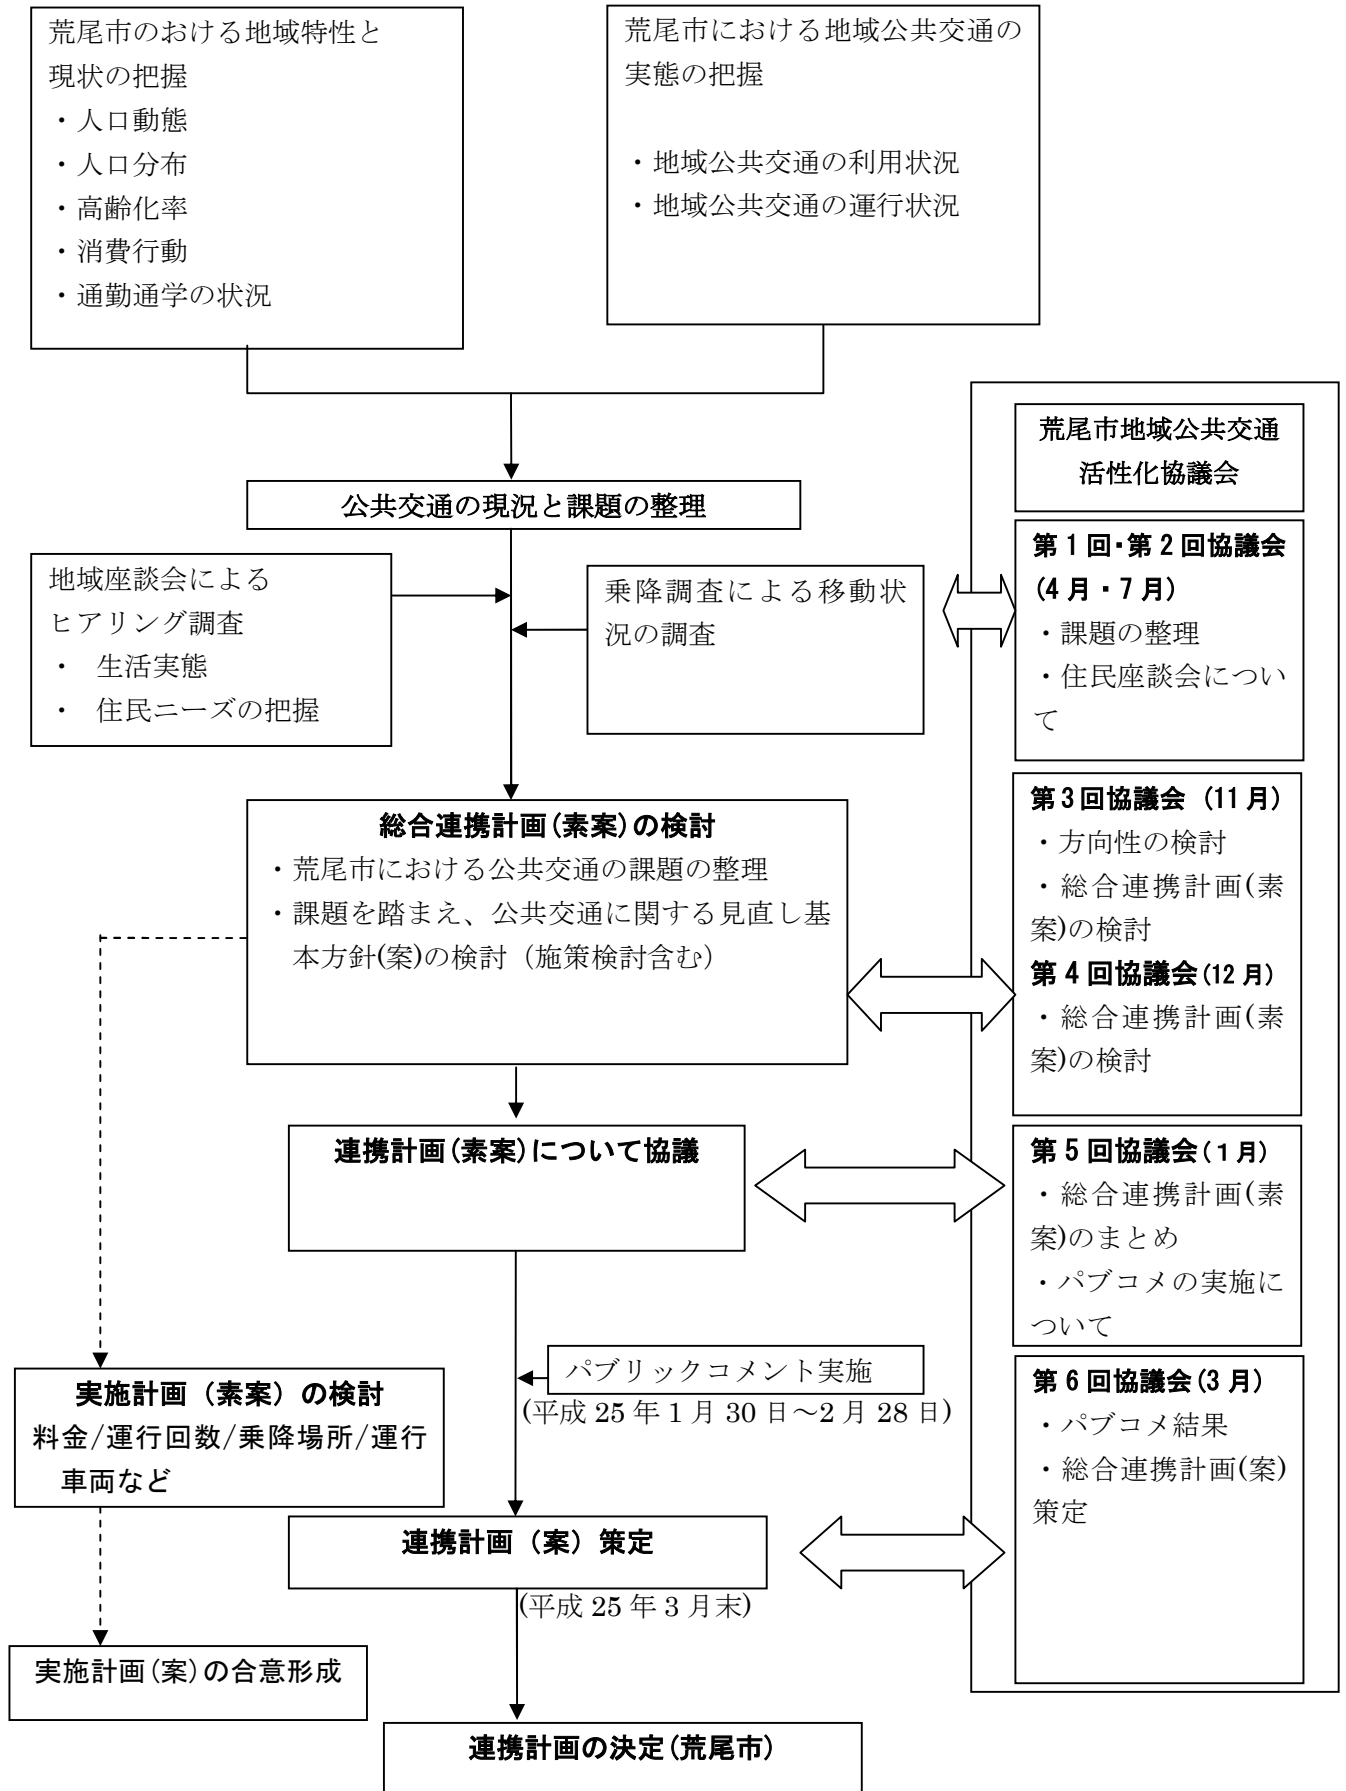 荒尾市のおける地域特性と
現状の把握
・人口動態
・人口分布
・高齢化率
・消費行動
・通勤通学の状況
荒尾市における地域公共交通の
実態の把握
・地域公共交通の利用状況
・地域公共交通の運行状況
公共交通の現況と課題の整理
地域座談会による
ヒアリング調査
・ 生活実態
・ 住民ニーズの把握
乗降調査による移動状
況の調査
総合連携計画(素案)の検討
・荒尾市における公共交通の課題の整理
・課題を踏まえ、公共交通に関する見直し基
本方針(案)の検討（施策検討含む）
連携計画(素案)について協議
パブリックコメント実施
(平成 25 年 1 月 30 日～2 月 28 日)
実施計画（素案）の検討
料金/運行回数/乗降場所/運行
車両など
連携計画（案）策定
(平成 25 年 3 月末)
実施計画(案)の合意形成
連携計画の決定(荒尾市)
荒尾市地域公共交通
活性化協議会
第 1 回・第 2 回協議会
(4 月・7 月)
・課題の整理
・住民座談会につい
て
第 3 回協議会 (11 月)
・方向性の検討
・総合連携計画(素
案)の検討
第 4 回協議会(12 月)
・総合連携計画(素
案)の検討
第 5 回協議会(1 月)
・総合連携計画(素
案)のまとめ
・パブコメの実施に
ついて
第 6 回協議会(3 月)
・パブコメ結果
・総合連携計画(案)
策定